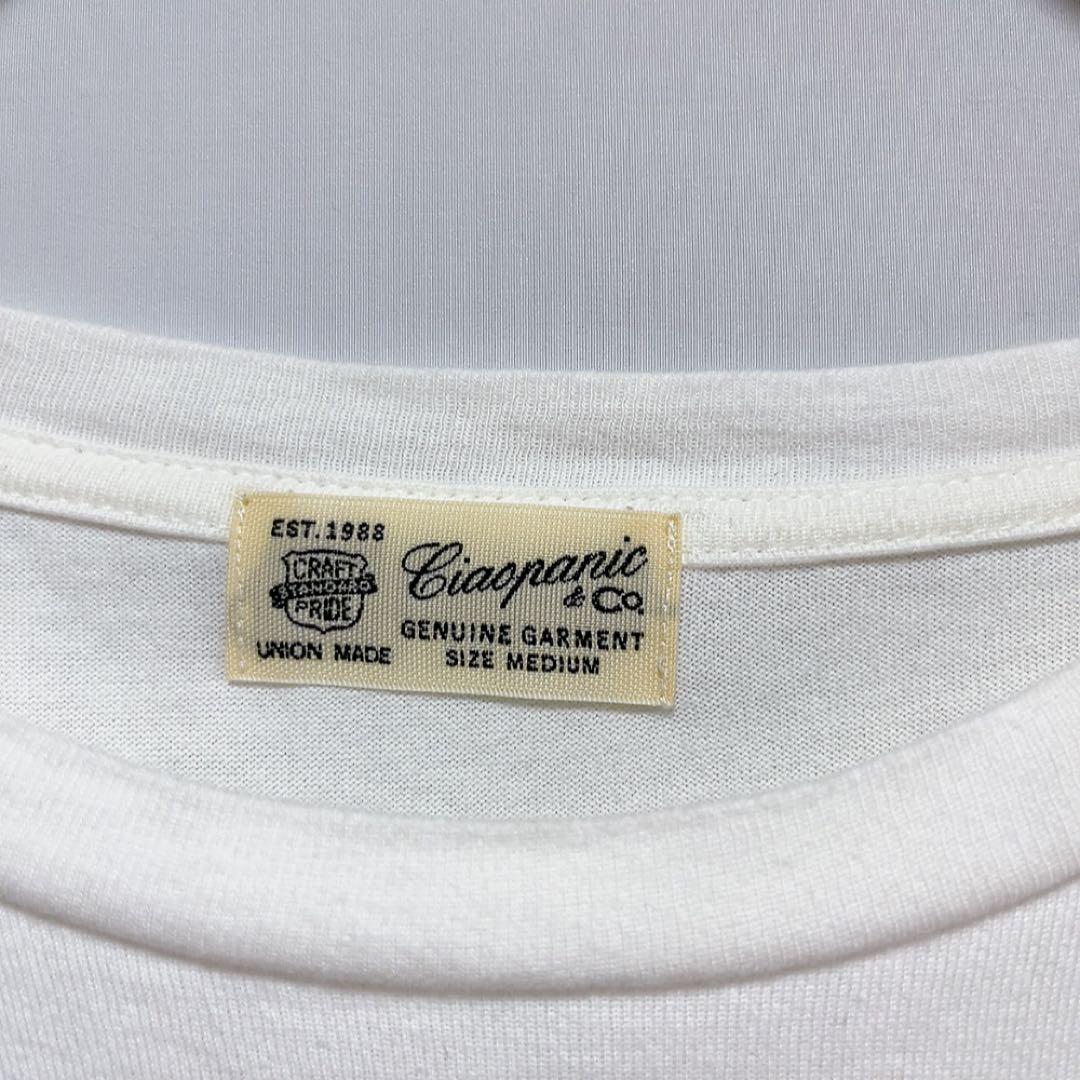 EST. 1988
CRAFT
STANDARD
PRIDE
UNION MADE
Ciaopanic
& Co.
GENUINE GARMENT
SIZE MEDIUM